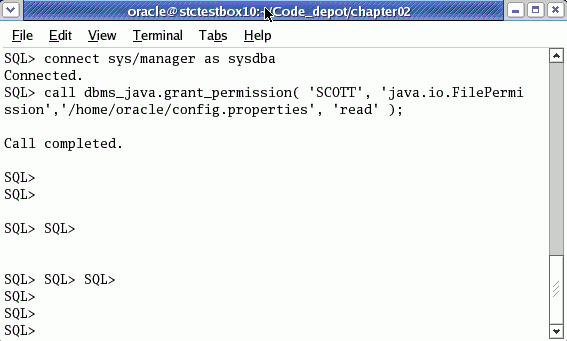 oracle@stctestbox10:~/Code_depot/chapter02
File Edit View Terminal Tabs Help
SQL> connect sys/manager as sysdba
Connected.
SQL> call dbms_java.grant_permission( 'SCOTT', 'java.io.FilePermi
ssion','/home/oracle/config.properties', 'read' );
Call completed.
SQL>
SQL>
SQL> SQL>
SQL> SQL> SQL>
SQL>
SQL>
SQL>